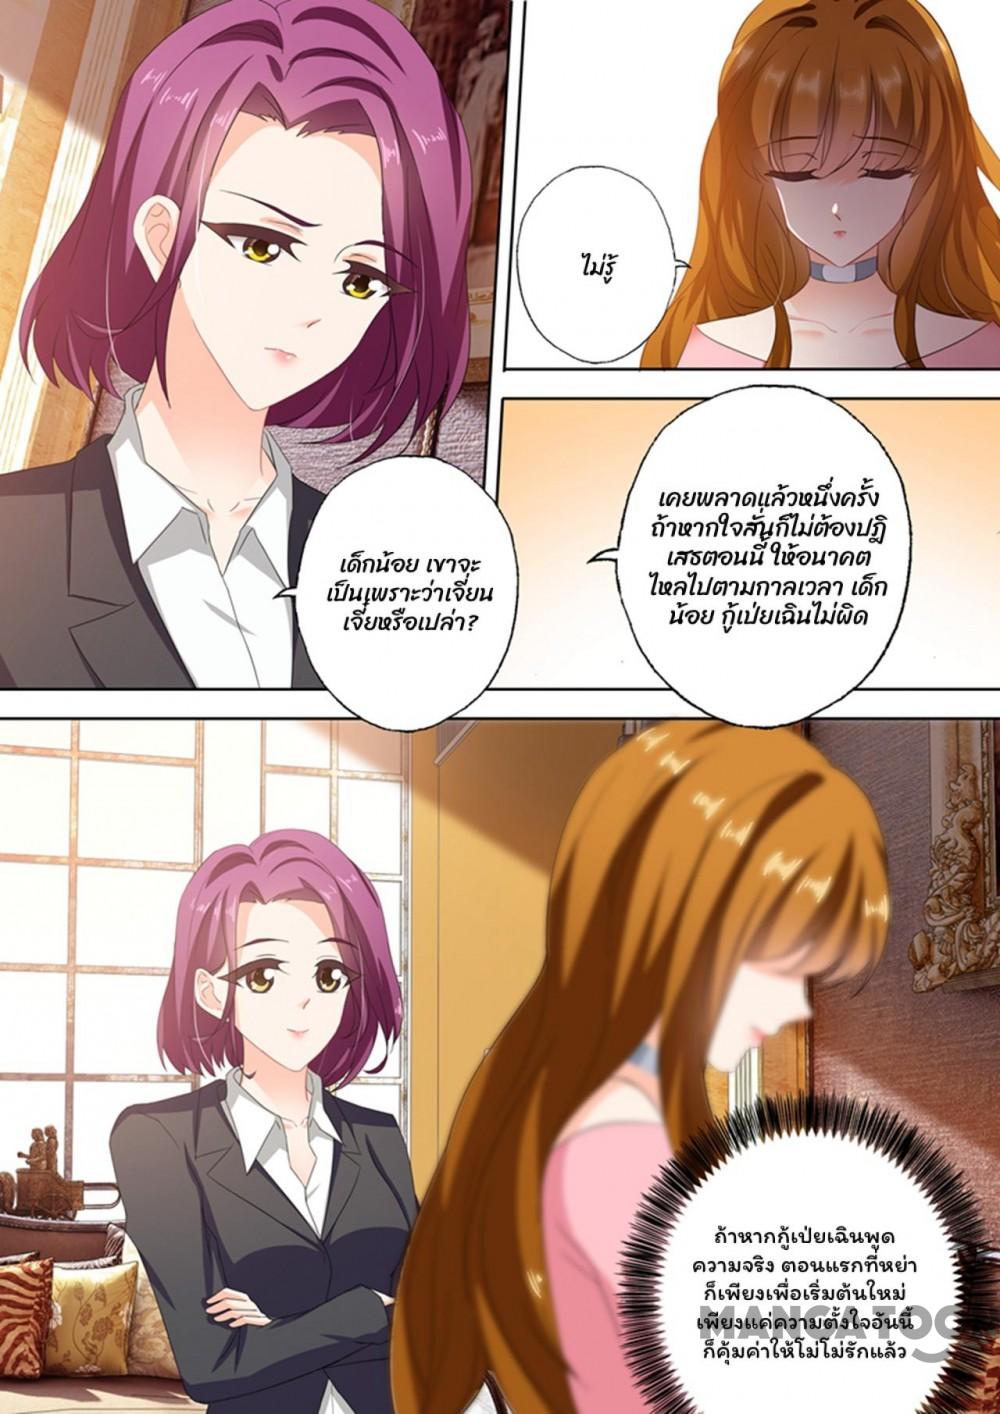 ไม่รู้
เด็กน้อย เขาจะ
เป็นเพราะว่าเจี่ยน
เจี๋ยหรือเปล่า?
เคยพลาดแล้วหนึ่งครั้ง
ถ้าหากใจสั่นก็ไม่ต้องปฎิ
เสธตอนนี้ ให้อนาคต
ไหลไปตามกาลเวลา เด็ก
น้อย กู้เป่ยเฉินไม่ผิด
ถ้าหากกู้เป่ยเฉินพูด
ความจริง ตอนแรกที่หย่า
ก็เพียงเพื่อเริ่มต้นใหม่
เพียงแค่ความตั้งใจอันนี้
ก็คุ้มค่าให้โม่โม่รักแล้ว
MANGATOON